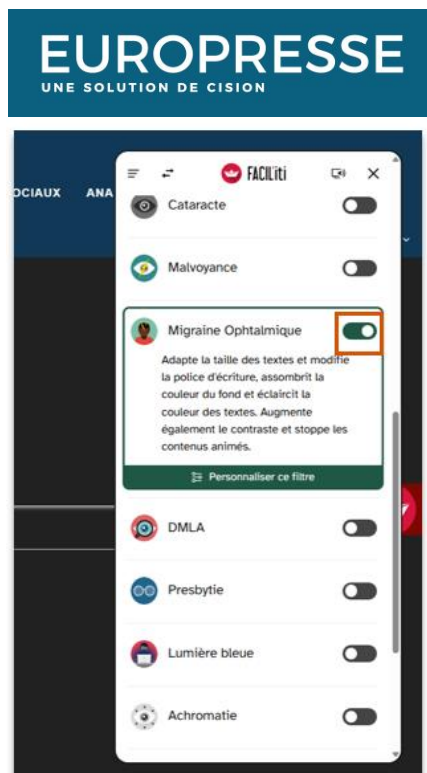 EUROPRESSE
UNE SOLUTION DE CISION
FACIL'iti
OCIAUX ANA
Cataracte
Malvoyance
Migraine Ophtalmique
Adapte la taille des textes et modifie
la police d'écriture, assombrit la
couleur du fond et éclaircit la
couleur des textes. Augmente
également le contraste et stoppe les
contenus animés.
Personnaliser ce filtre
DMLA
Presbytie
Lumière bleue
Achromatie